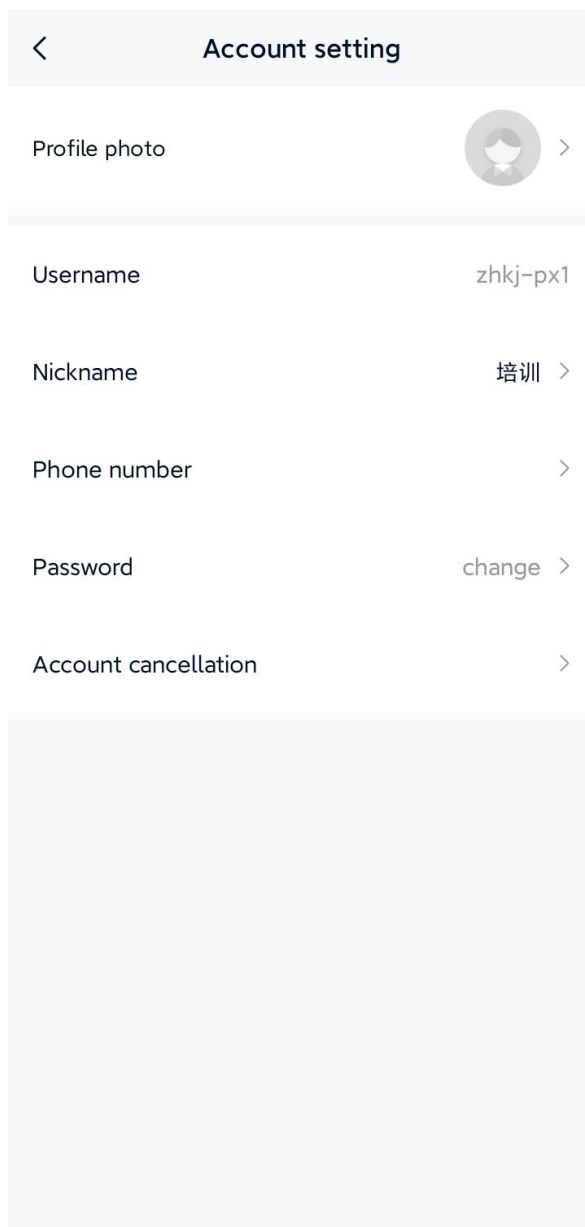 Account setting
Profile photo
Username zhkj-px1
Nickname 培训
Phone number
Password change
Account cancellation